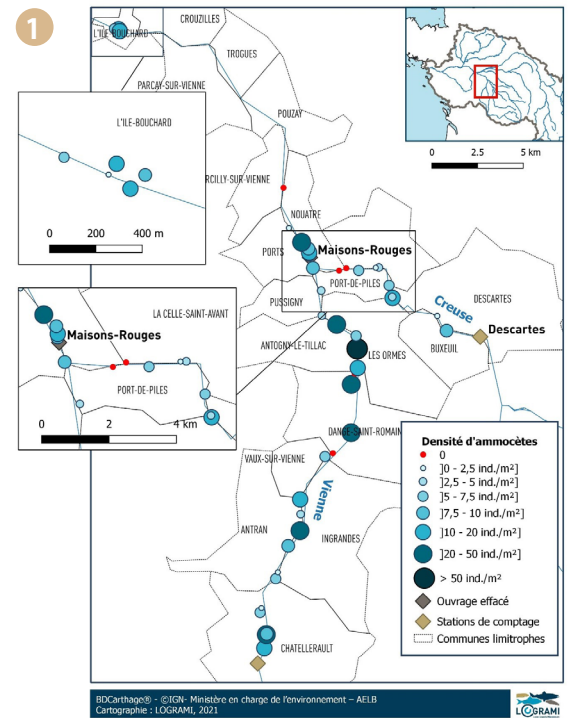 1
CROUZILLES
L'ILE-BOUCHARD
TROGUES
PARCAY-SUR-VIENNE
L'ILE-BOUCHARD
POUZAY
0 2.5 5 km
RCILLY-SUR-VIENNE
0 200 400 m
NOUATRE
PORTS
Maisons-Rouges
PORT-DE-PILES
PUSSIGNY
Creuse
DESCARTES
Descartes
BUXEUIL
LA CELLE-SAINT-AVANT
Maisons-Rouges
PORT-DE-PILES
0 2 4 km
ANTOGNY-LE-TILLAC
LES ORMES
DANGE-SAINT-ROMAIN
VAUX-SUR-VIENNE
Vienne
ANTRAN
INGRANDES
CHATELLERAULT
Densité d'ammocètes
0
]0 - 2,5 ind./m²]
]2,5 - 5 ind./m²]
]5 - 7,5 ind./m²]
]7,5 - 10 ind./m²]
]10 - 20 ind./m²]
]20 - 50 ind./m²]
> 50 ind./m²
Ouvrage effacé
Stations de comptage
Communes limitrophes
BDCarthage® - ©IGN- Ministère en charge de l'environnement – AELB
Cartographie : LOGRAMI, 2021
LOGRAMI